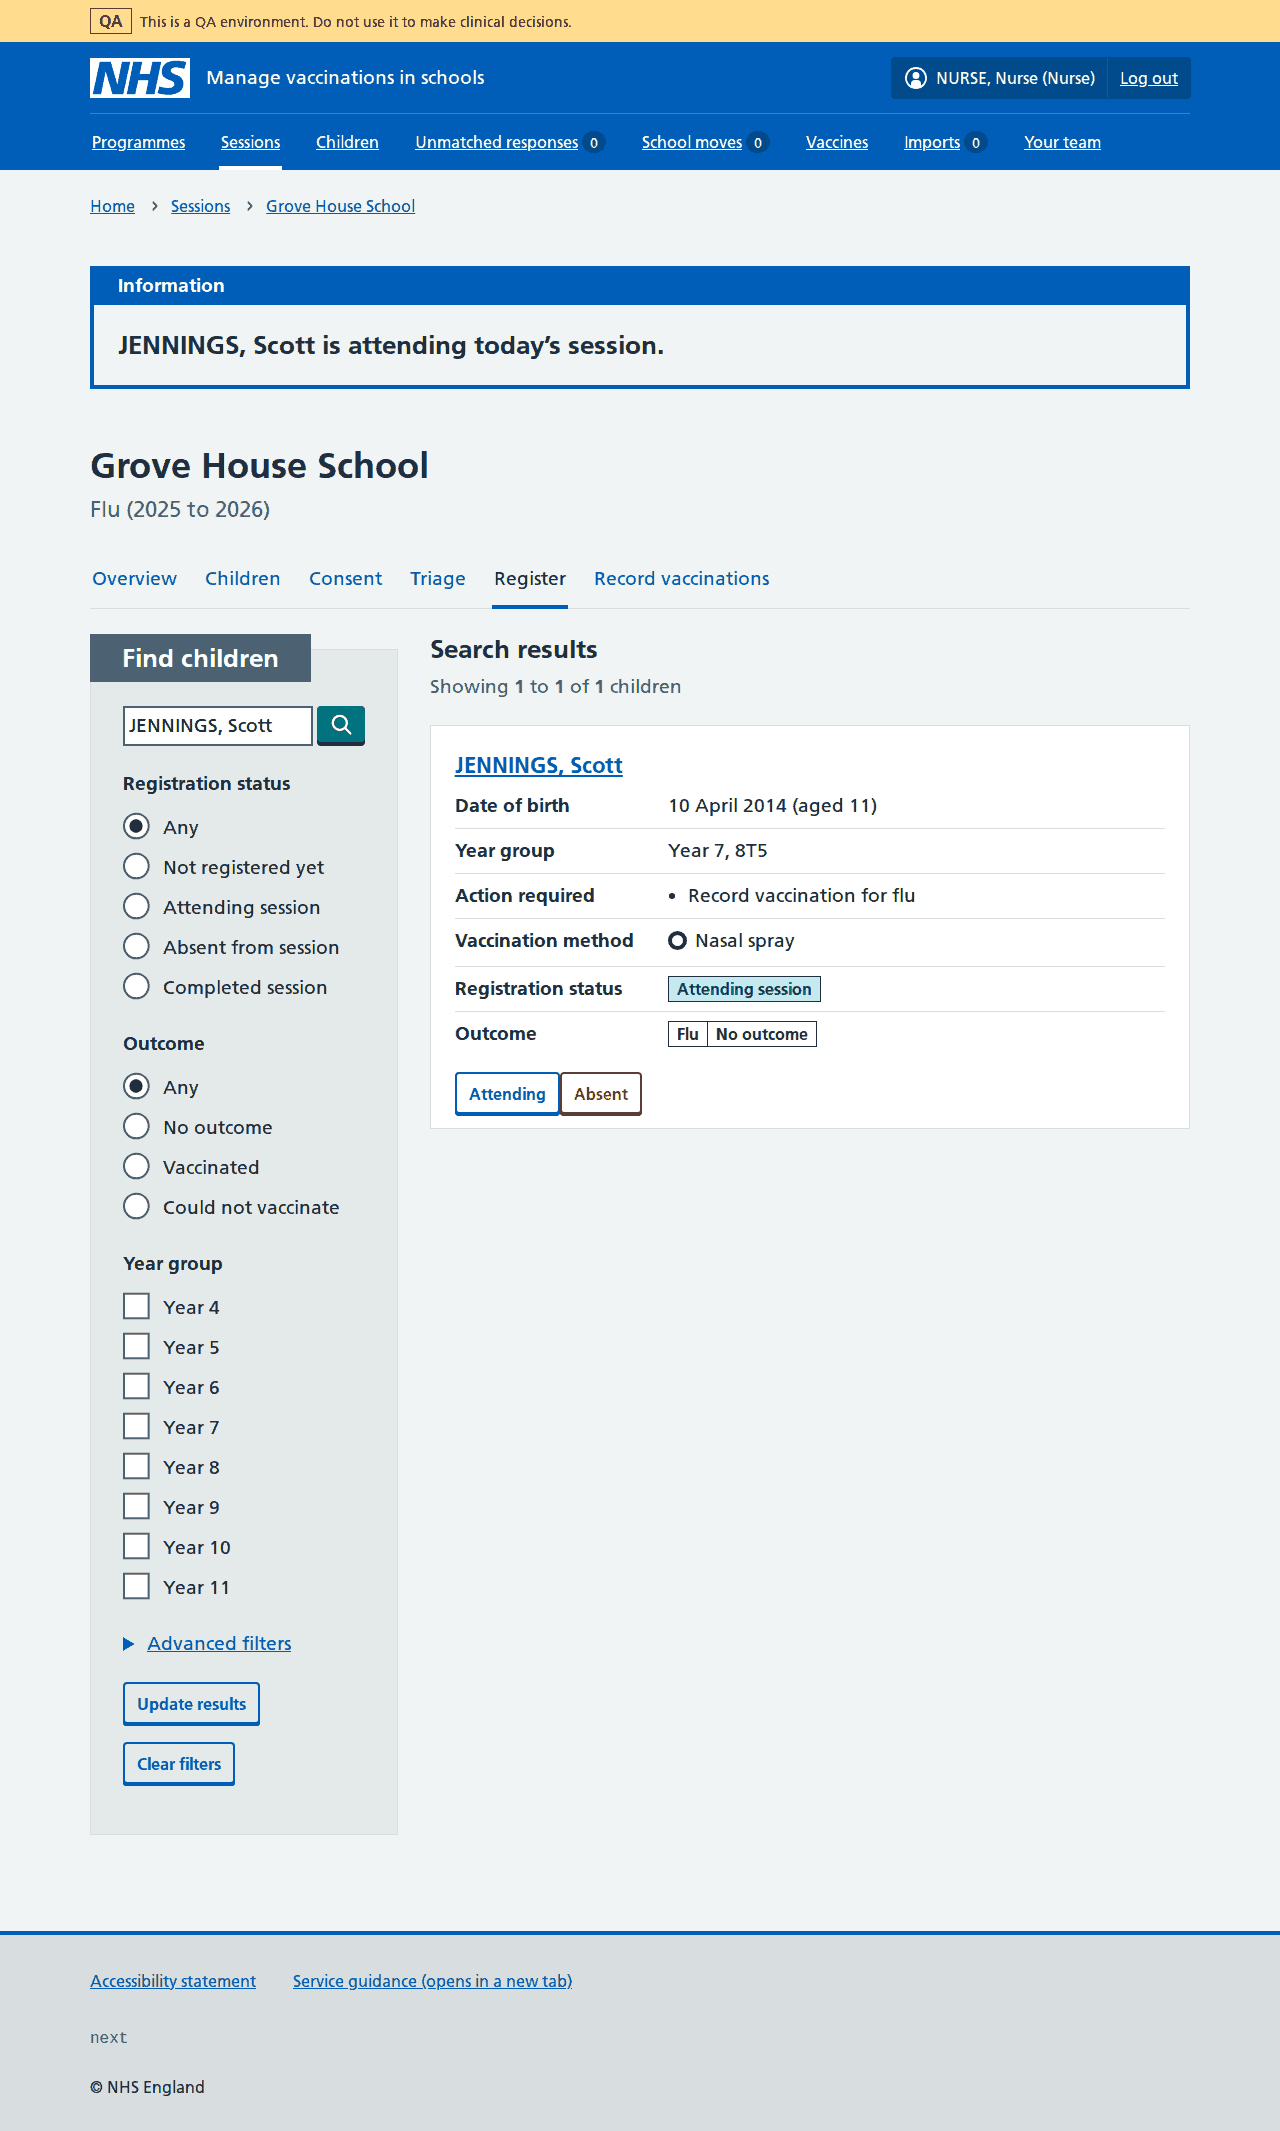 QA This is a QA environment. Do not use it to make clinical decisions.
NHS Manage vaccinations in schools NURSE, Nurse (Nurse) Log out
Programmes Sessions Children Unmatched responses 0 School moves 0 Vaccines Imports 0 Your team
Home Sessions Grove House School
Information
JENNINGS, Scott is attending today’s session.
Grove House School
Flu (2025 to 2026)
Overview Children Consent Triage Register Record vaccinations
Find children
JENNINGS, Scott
Registration status
Any
Not registered yet
Attending session
Absent from session
Completed session
Outcome
Any
No outcome
Vaccinated
Could not vaccinate
Year group
Year 4
Year 5
Year 6
Year 7
Year 8
Year 9
Year 10
Year 11
Advanced filters
Update results
Clear filters
Search results
Showing 1 to 1 of 1 children
JENNINGS, Scott
Date of birth 10 April 2014 (aged 11)
Year group Year 7, 8T5
Action required • Record vaccination for flu
Vaccination method Nasal spray
Registration status Attending session
Outcome Flu No outcome
Attending Absent
Accessibility statement Service guidance (opens in a new tab)
next
© NHS England